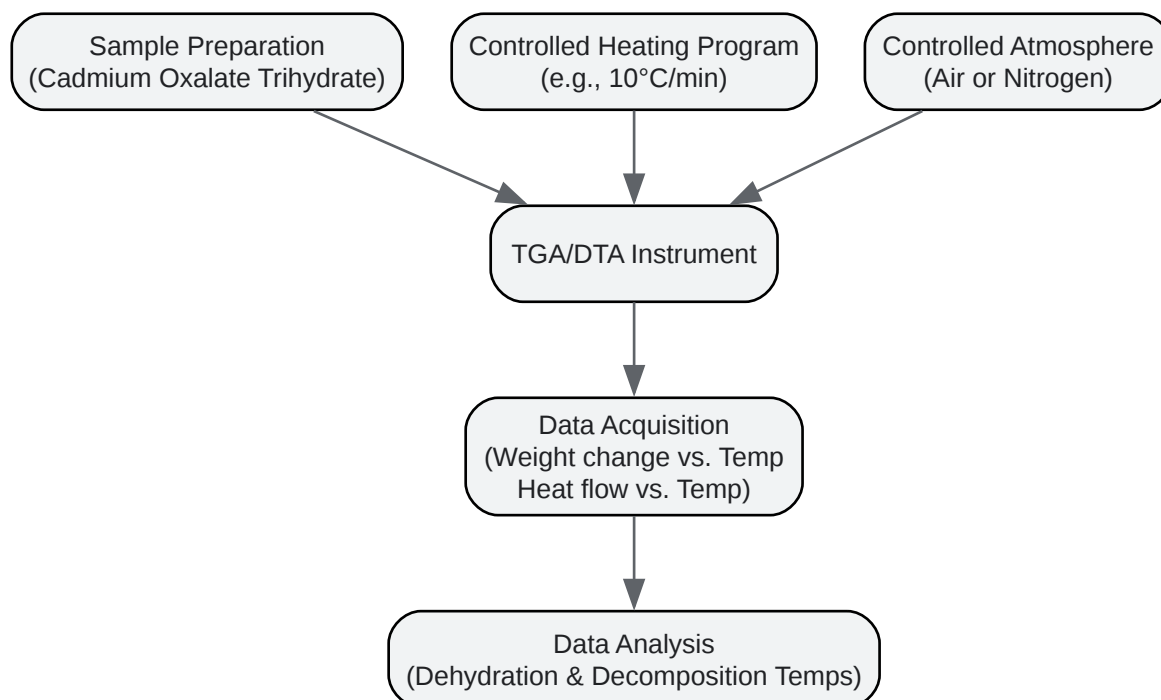 Sample Preparation
(Cadmium Oxalate Trihydrate)
Controlled Heating Program
(e.g., 10°C/min)
Controlled Atmosphere
(Air or Nitrogen)
TGA/DTA Instrument
Data Acquisition
(Weight change vs. Temp
Heat flow vs. Temp)
Data Analysis
(Dehydration & Decomposition Temps)